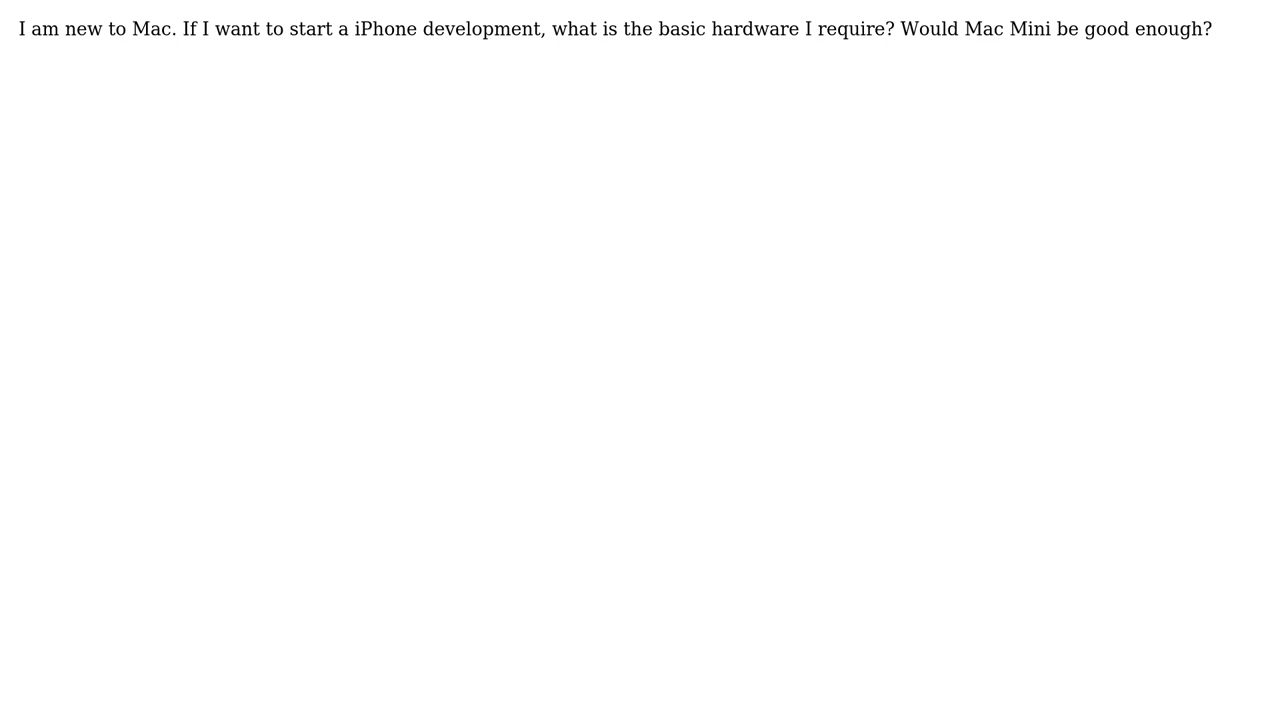 I am new to Mac. If I want to start a iPhone development, what is the basic hardware I require? Would Mac Mini be good enough?